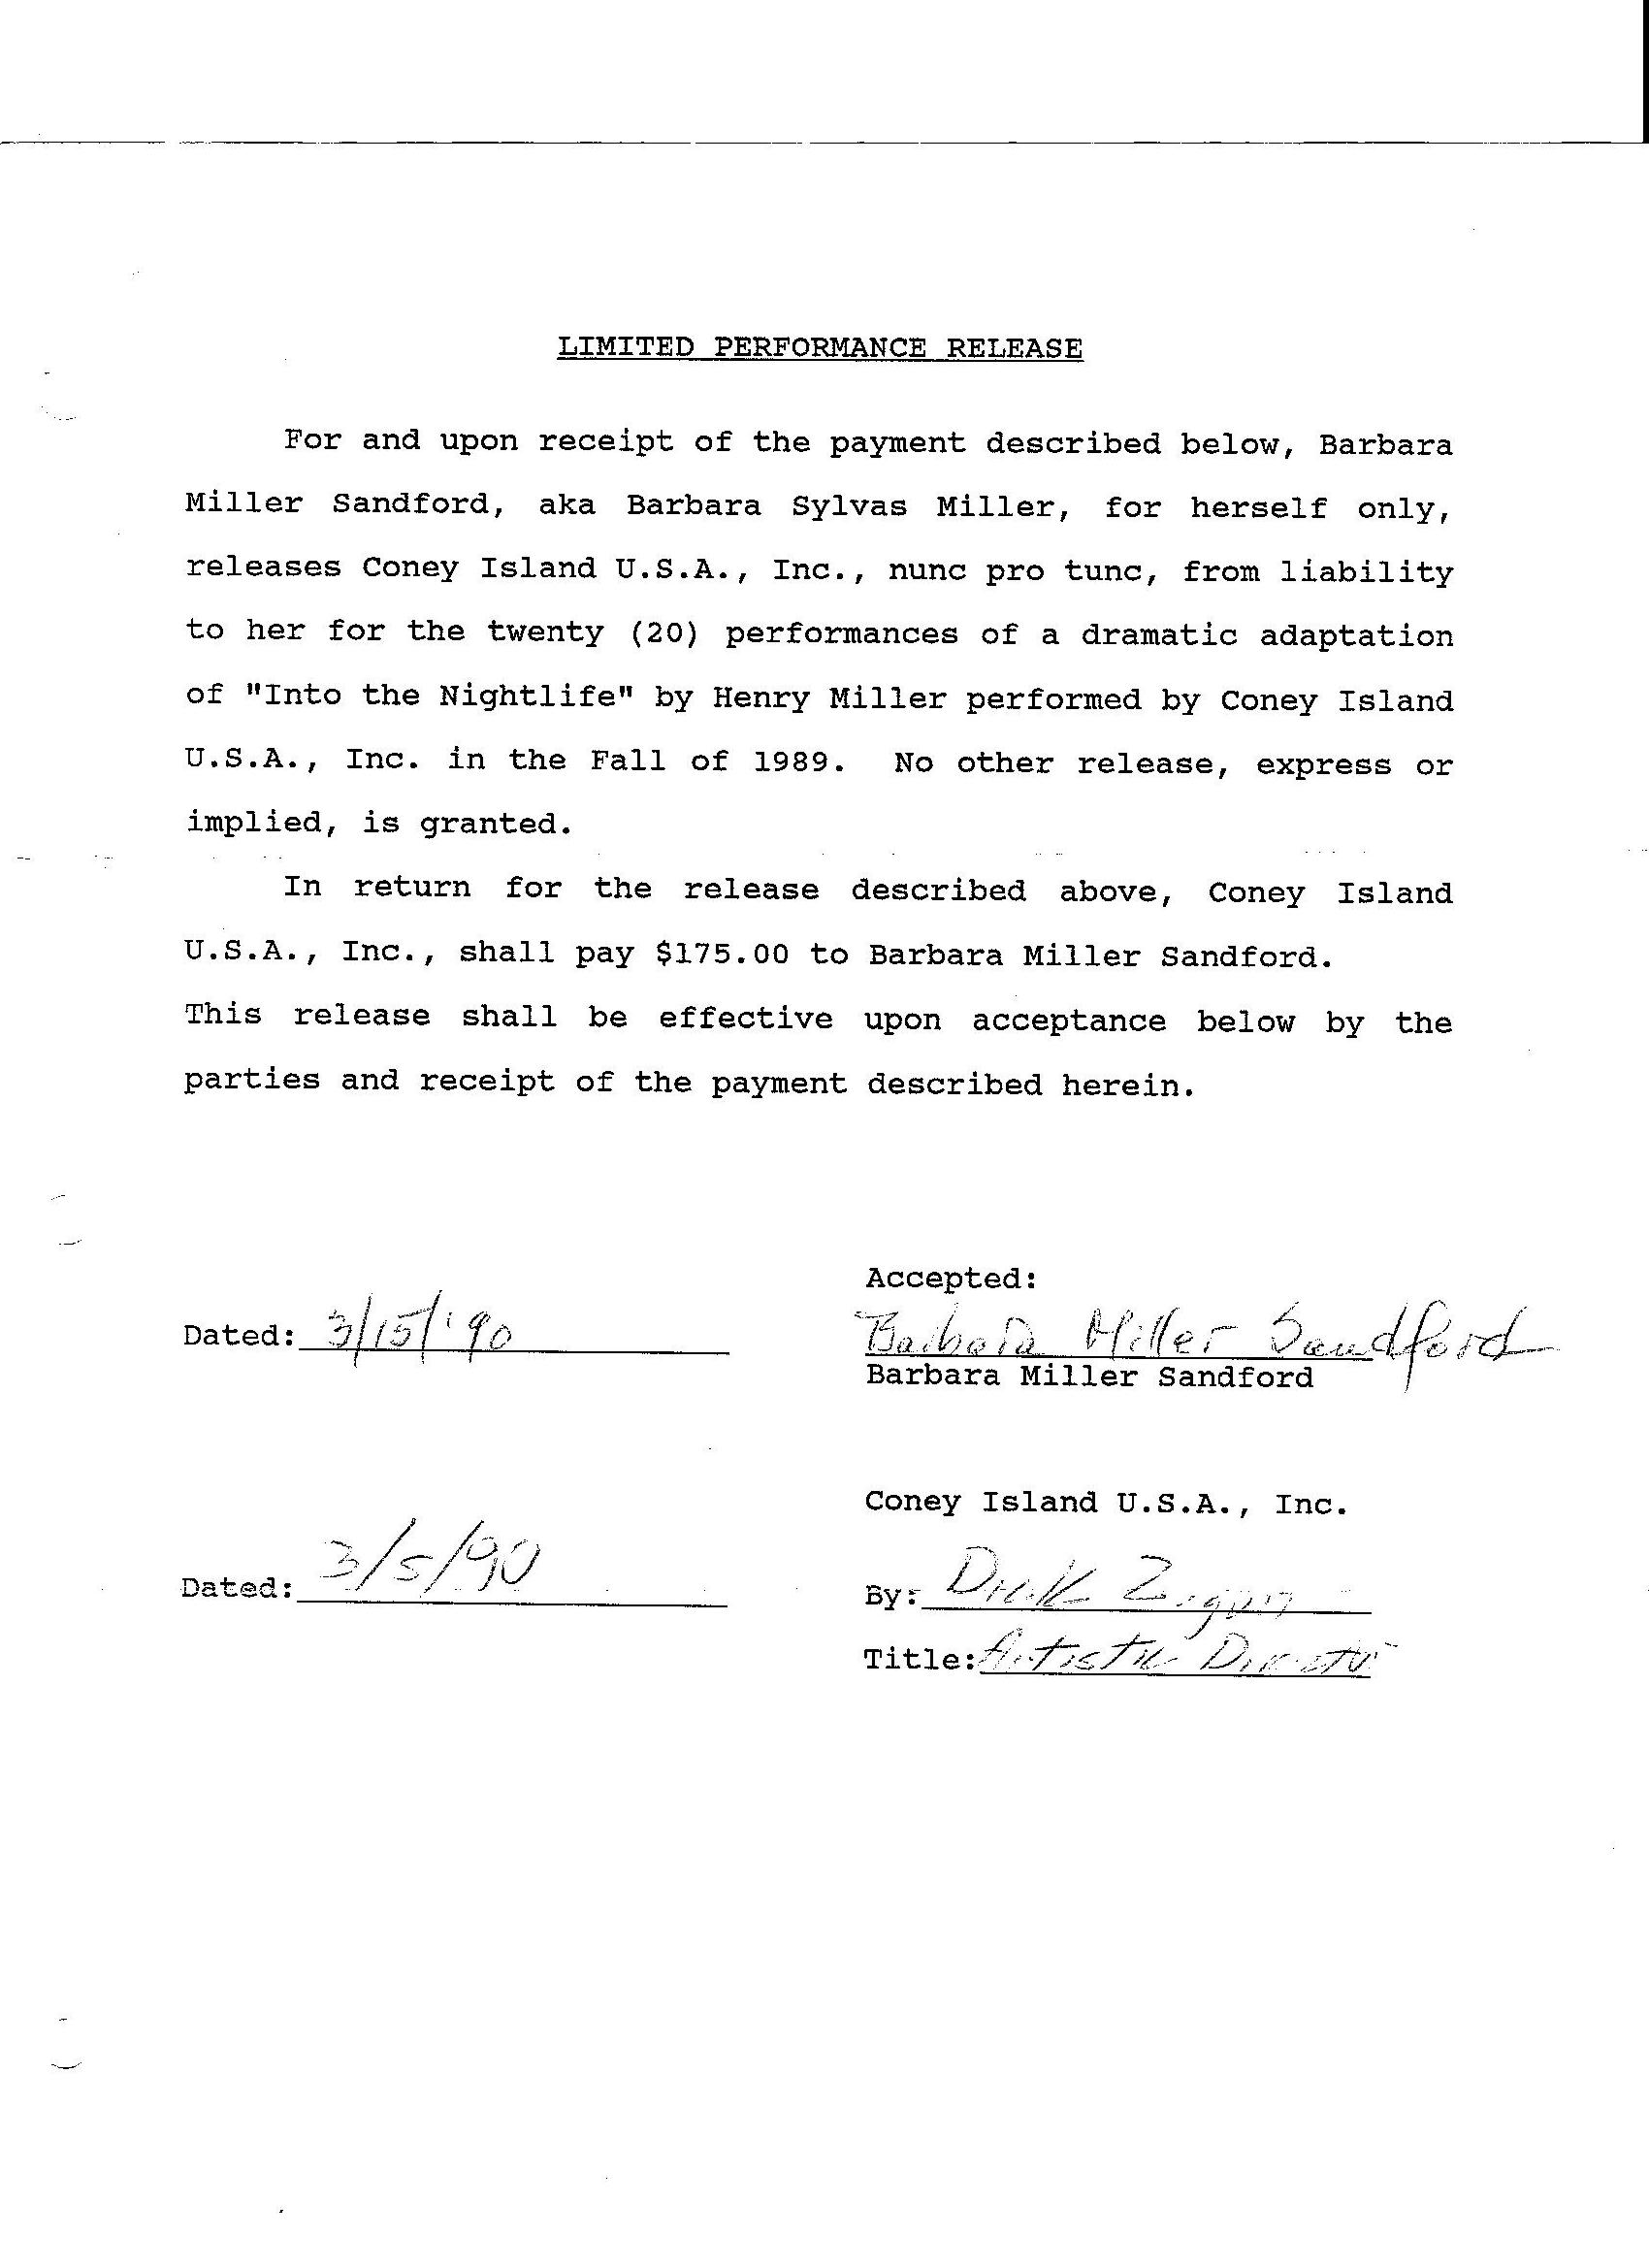 LIMITED PERFORMANCE RELEASE
For and upon receipt of the payment described below, Barbara
Miller Sandford, aka Barbara Sylvas Miller, for herself only,
releases Coney Island U.S.A., Inc., nunc pro tunc, from liability
to her for the twenty (20) performances of a dramatic adaptation
of "Into the Nightlife" by Henry Miller performed by Coney Island
U.S.A., Inc. in the Fall of 1989. No other release, express or
implied, is granted.
In return for the release described above, Coney Island
U.S.A., Inc., shall pay $175.00 to Barbara Miller Sandford.
This release shall be effective upon acceptance below by the
parties and receipt of the payment described herein.
Accepted:
Dated: 3/15/'90 Barbara Miller Sandford
Barbara Miller Sandford
Coney Island U.S.A., Inc.
Dated: 3/5/90 By:
Title: Artistic Director